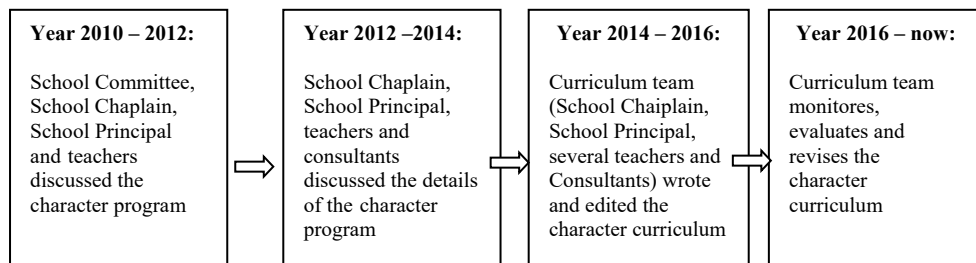 Year 2010 – 2012:
School Committee,
School Chaplain,
School Principal
and teachers
discussed the
character program
Year 2012 –2014:
School Chaplain,
School Principal,
teachers and
consultants
discussed the details
of the character
program
Year 2014 – 2016:
Curriculum team
(School Chaiplain,
School Principal,
several teachers and
Consultants) wrote
and edited the
character curriculum
Year 2016 – now:
Curriculum team
monitores,
evaluates and
revises the
character
curriculum